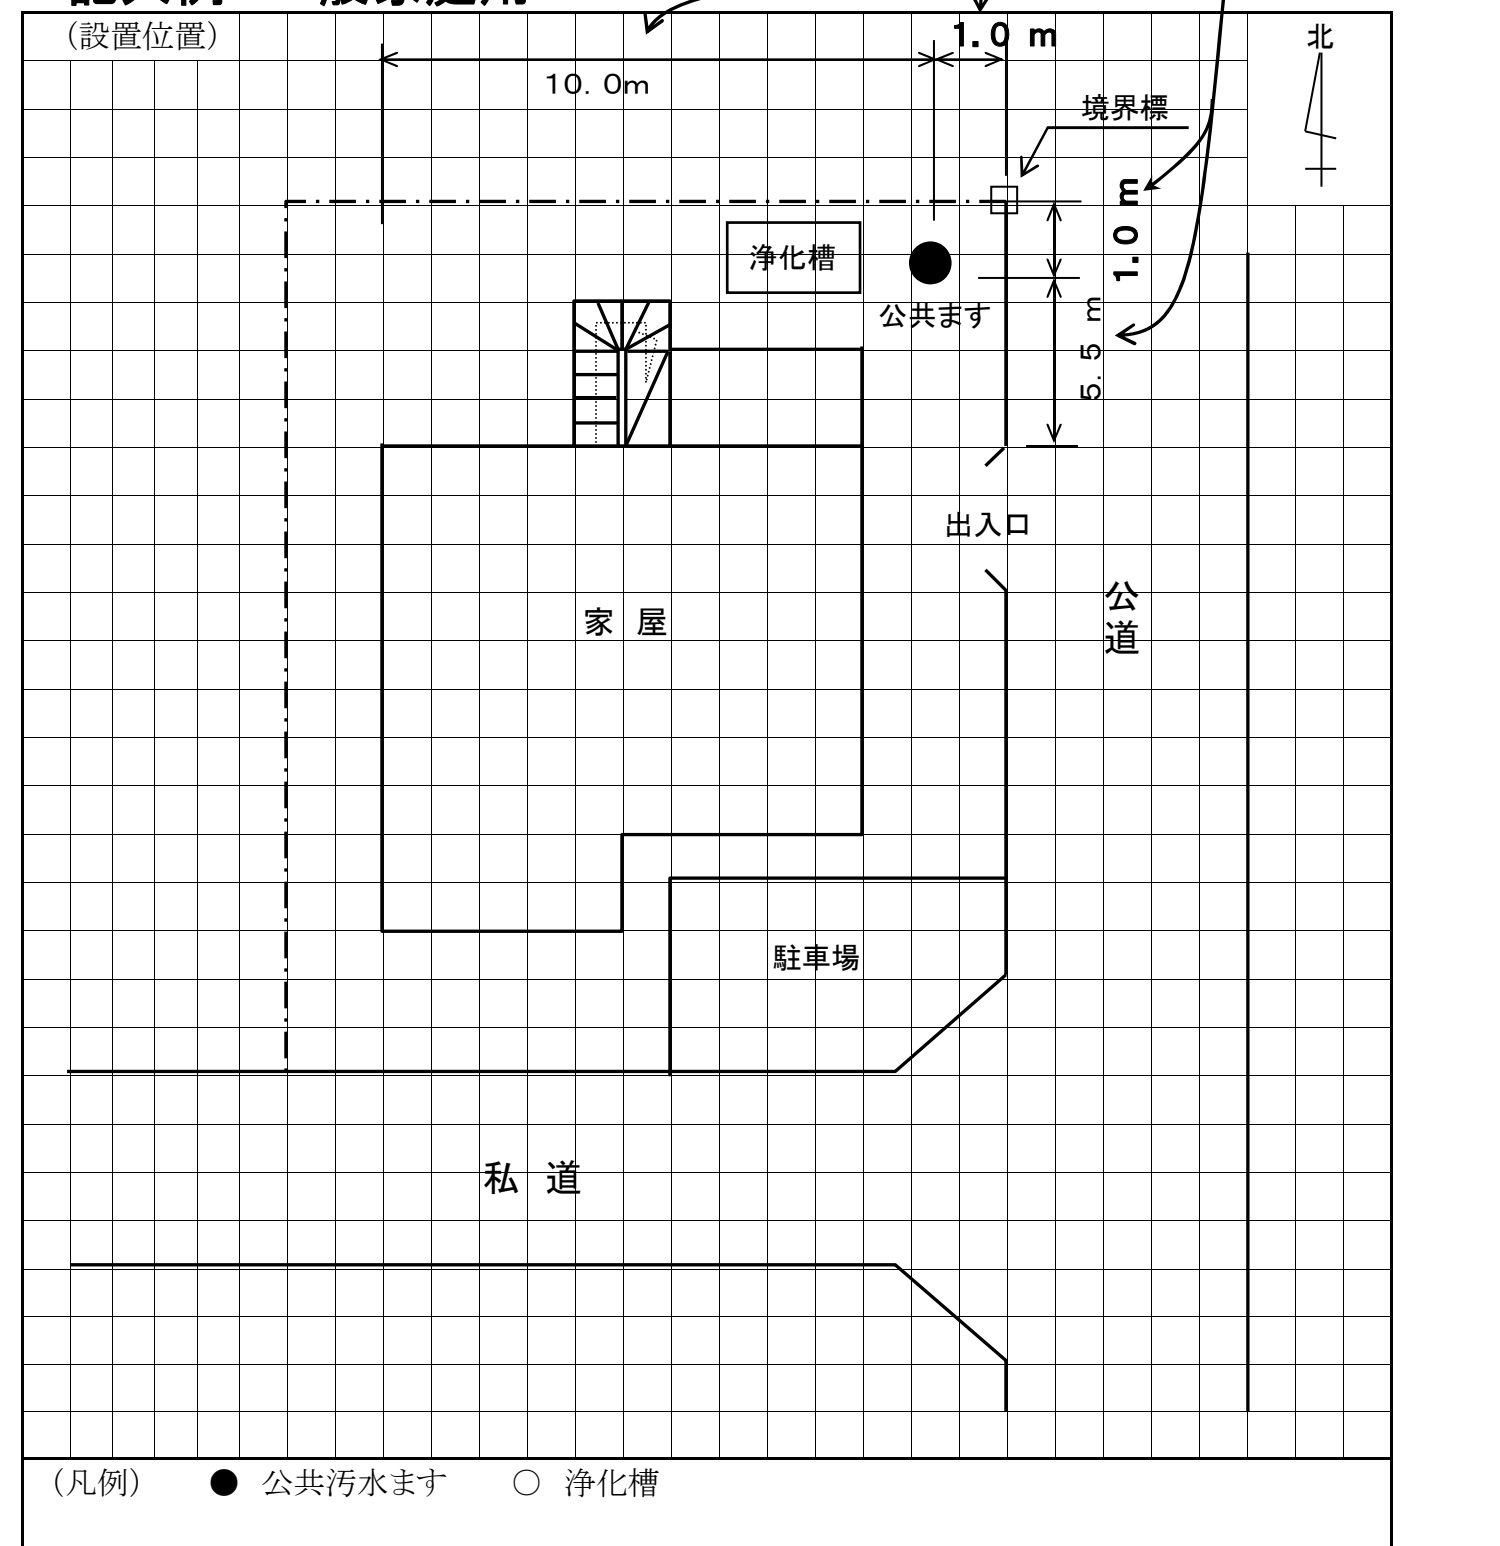 （設置位置）
1.0 m
北
10. 0m
境界標
1.0 m
浄化槽
公共ます
5. 5 m
出入口
家 屋
公道
駐車場
私 道
（凡例） ● 公共汚水ます ○ 浄化槽